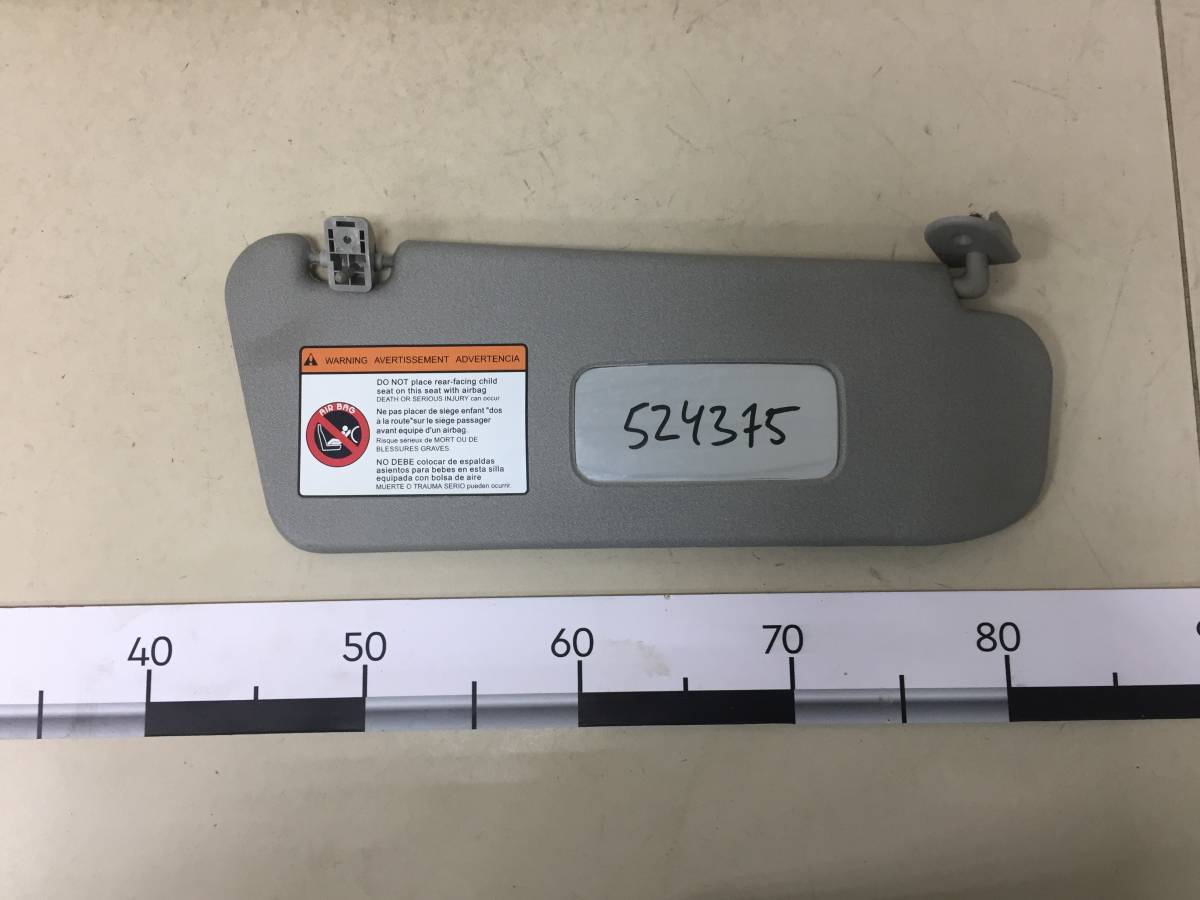 WARNING AVERTISSEMENT ADVERTENCIA
AIR BAG
DO NOT place rear-facing child
seat on this seat with airbag
DEATH OR SERIOUS INJURY can occur
Ne pas placer de siege enfant "dos
à la route"sur le siege passager
avant equipé d'un airbag.
Risque serieux de MORT OU DE
BLESSURES GRAVES.
NO DEBE colocar de espaldas
asientos para bebes en esta silla
equipada con bolsa de aire
MUERTE O TRAUMA SERIO pueden ocurrir.
524375
40 50 60 70 80